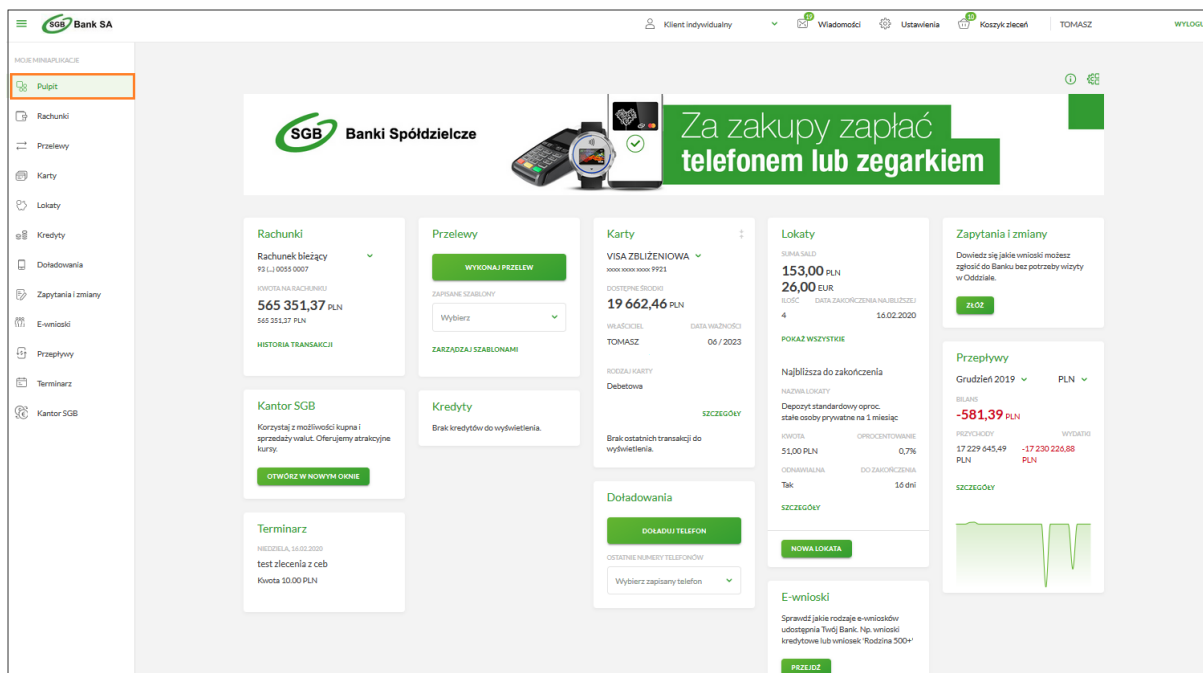 SGB Bank SA
Klient indywidualny
19
Wiadomości
Ustawienia
10
Koszyk zleceń
TOMASZ
MOJE MINIAPLIKACJE
Pulpit
Rachunki
Przelewy
Karty
Lokaty
Kredyty
Doładowania
Zapytania i zmiany
E-wnioski
Przepływy
Terminarz
Kantor SGB
SGB Banki Spółdzielcze
Za zakupy zapłać
telefonem lub zegarkiem
Rachunki
Rachunek bieżący
93 (...) 0055 0007
KWOTA NA RACHUNKU
565 351,37 PLN
565 351,37 PLN
HISTORIA TRANSAKCJI
Kantor SGB
Korzystaj z możliwości kupna i
sprzedaży walut. Oferujemy atrakcyjne
kursy.
OTWÓRZ W NOWYM OKNIE
Terminarz
NIEDZIELA, 16.02.2020
test zlecenia z ceb
Kwota 10.00 PLN
Przelewy
WYKONAJ PRZELEW
ZAPISANE SZABLONY
Wybierz
ZARZĄDZAJ SZABLONAMI
Kredyty
Brak kredytów do wyświetlenia.
Karty
VISA ZBLIŻENIOWA
xxxx xxxx xxxx 9921
DOSTĘPNE ŚRODKI
19 662,46 PLN
WŁAŚCICIEL DATA WAŻNOŚCI
TOMASZ 06 / 2023
RODZAJ KARTY
Debetowa
SZCZEGÓŁY
Brak ostatnich transakcji do
wyświetlenia.
Doładowania
DOŁADUJ TELEFON
OSTATNIE NUMERY TELEFONÓW
Wybierz zapisany telefon
Lokaty
SUMA SALD
153,00 PLN
26,00 EUR
ILOŚĆ DATA ZAKOŃCZENIA NAJBLIŻSZEJ
4 16.02.2020
POKAŻ WSZYSTKIE
Najbliższa do zakończenia
NAZWA LOKATY
Depozyt standardowy oproc.
stałe osoby prywatne na 1 miesiąc
KWOTA OPROCENTOWANIE
51,00 PLN 0,7%
ODNAWIALNA DO ZAKOŃCZENIA
Tak 16 dni
SZCZEGÓŁY
NOWA LOKATA
E-wnioski
Sprawdź jakie rodzaje e-wniosków
udostępnia Twój Bank. Np. wnioski
kredytowe lub wniosek 'Rodzina 500+'
PRZEJDŹ
Zapytania i zmiany
Dowiedz się jakie wnioski możesz
zgłosić do Banku bez potrzeby wizyty
w Oddziale.
ZŁÓŻ
Przepływy
Grudzień 2019 PLN
BILANS
-581,39 PLN
PRZYCHODY WYDATKI
17 229 645,49 -17 230 226,88
PLN PLN
SZCZEGÓŁY